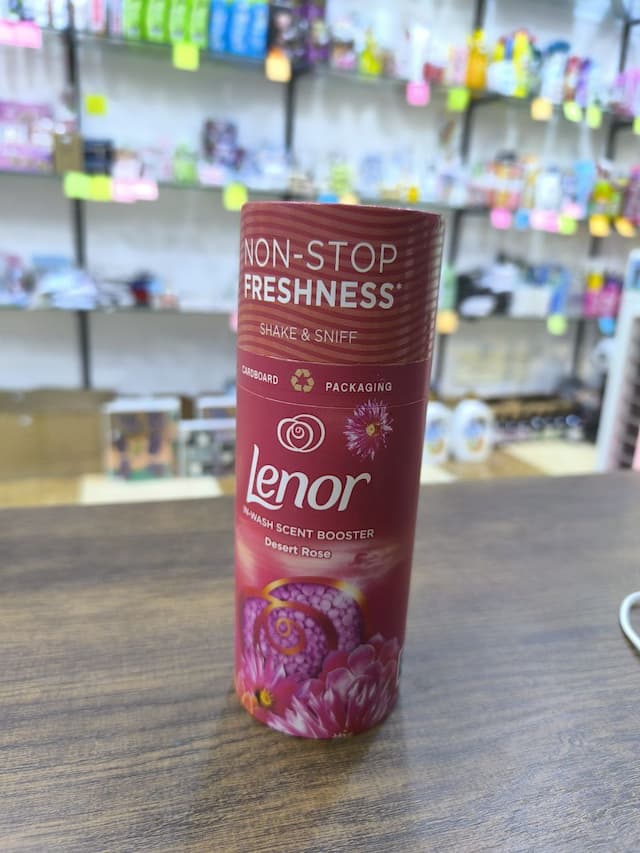 NON-STOP
FRESHNESS*
SHAKE & SNIFF
CARDBOARD PACKAGING
Lenor
IN-WASH SCENT BOOSTER
Desert Rose